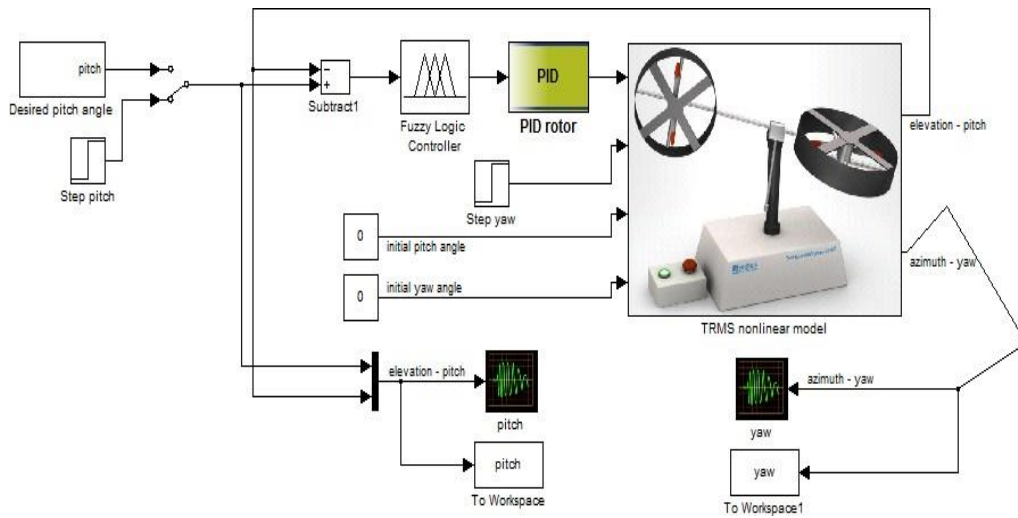 pitch
Desired pitch angle
Step pitch
−
+
Subtract1
Fuzzy Logic
Controller
PID
PID rotor
Step yaw
0
initial pitch angle
0
initial yaw angle
TRMS nonlinear model
elevation - pitch
azimuth - yaw
elevation - pitch
pitch
pitch
To Workspace
azimuth - yaw
yaw
yaw
To Workspace1